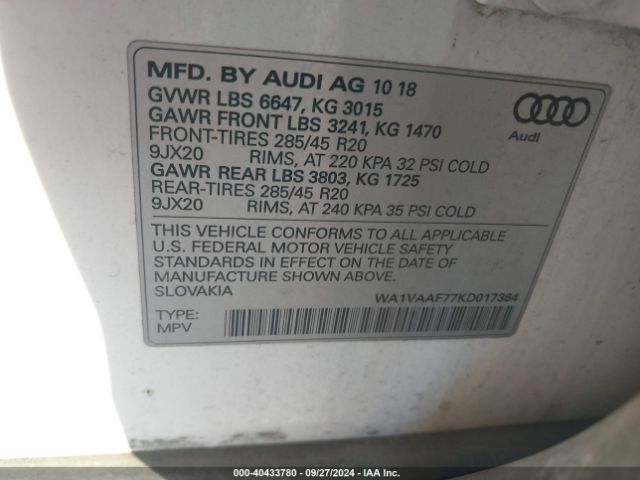 MFD. BY AUDI AG 10 18
GVWR LBS 6647, KG 3015
GAWR FRONT LBS 3241, KG 1470
FRONT-TIRES 285/45 R20
9JX20 RIMS, AT 220 KPA 32 PSI COLD
GAWR REAR LBS 3803, KG 1725
REAR-TIRES 285/45 R20
9JX20 RIMS, AT 240 KPA 35 PSI COLD
Audi
THIS VEHICLE CONFORMS TO ALL APPLICABLE
U.S. FEDERAL MOTOR VEHICLE SAFETY
STANDARDS IN EFFECT ON THE DATE OF
MANUFACTURE SHOWN ABOVE.
SLOVAKIA WA1VAAF77KD017364
TYPE:
MPV
000-40433780 - 09/27/2024 - IAA Inc.